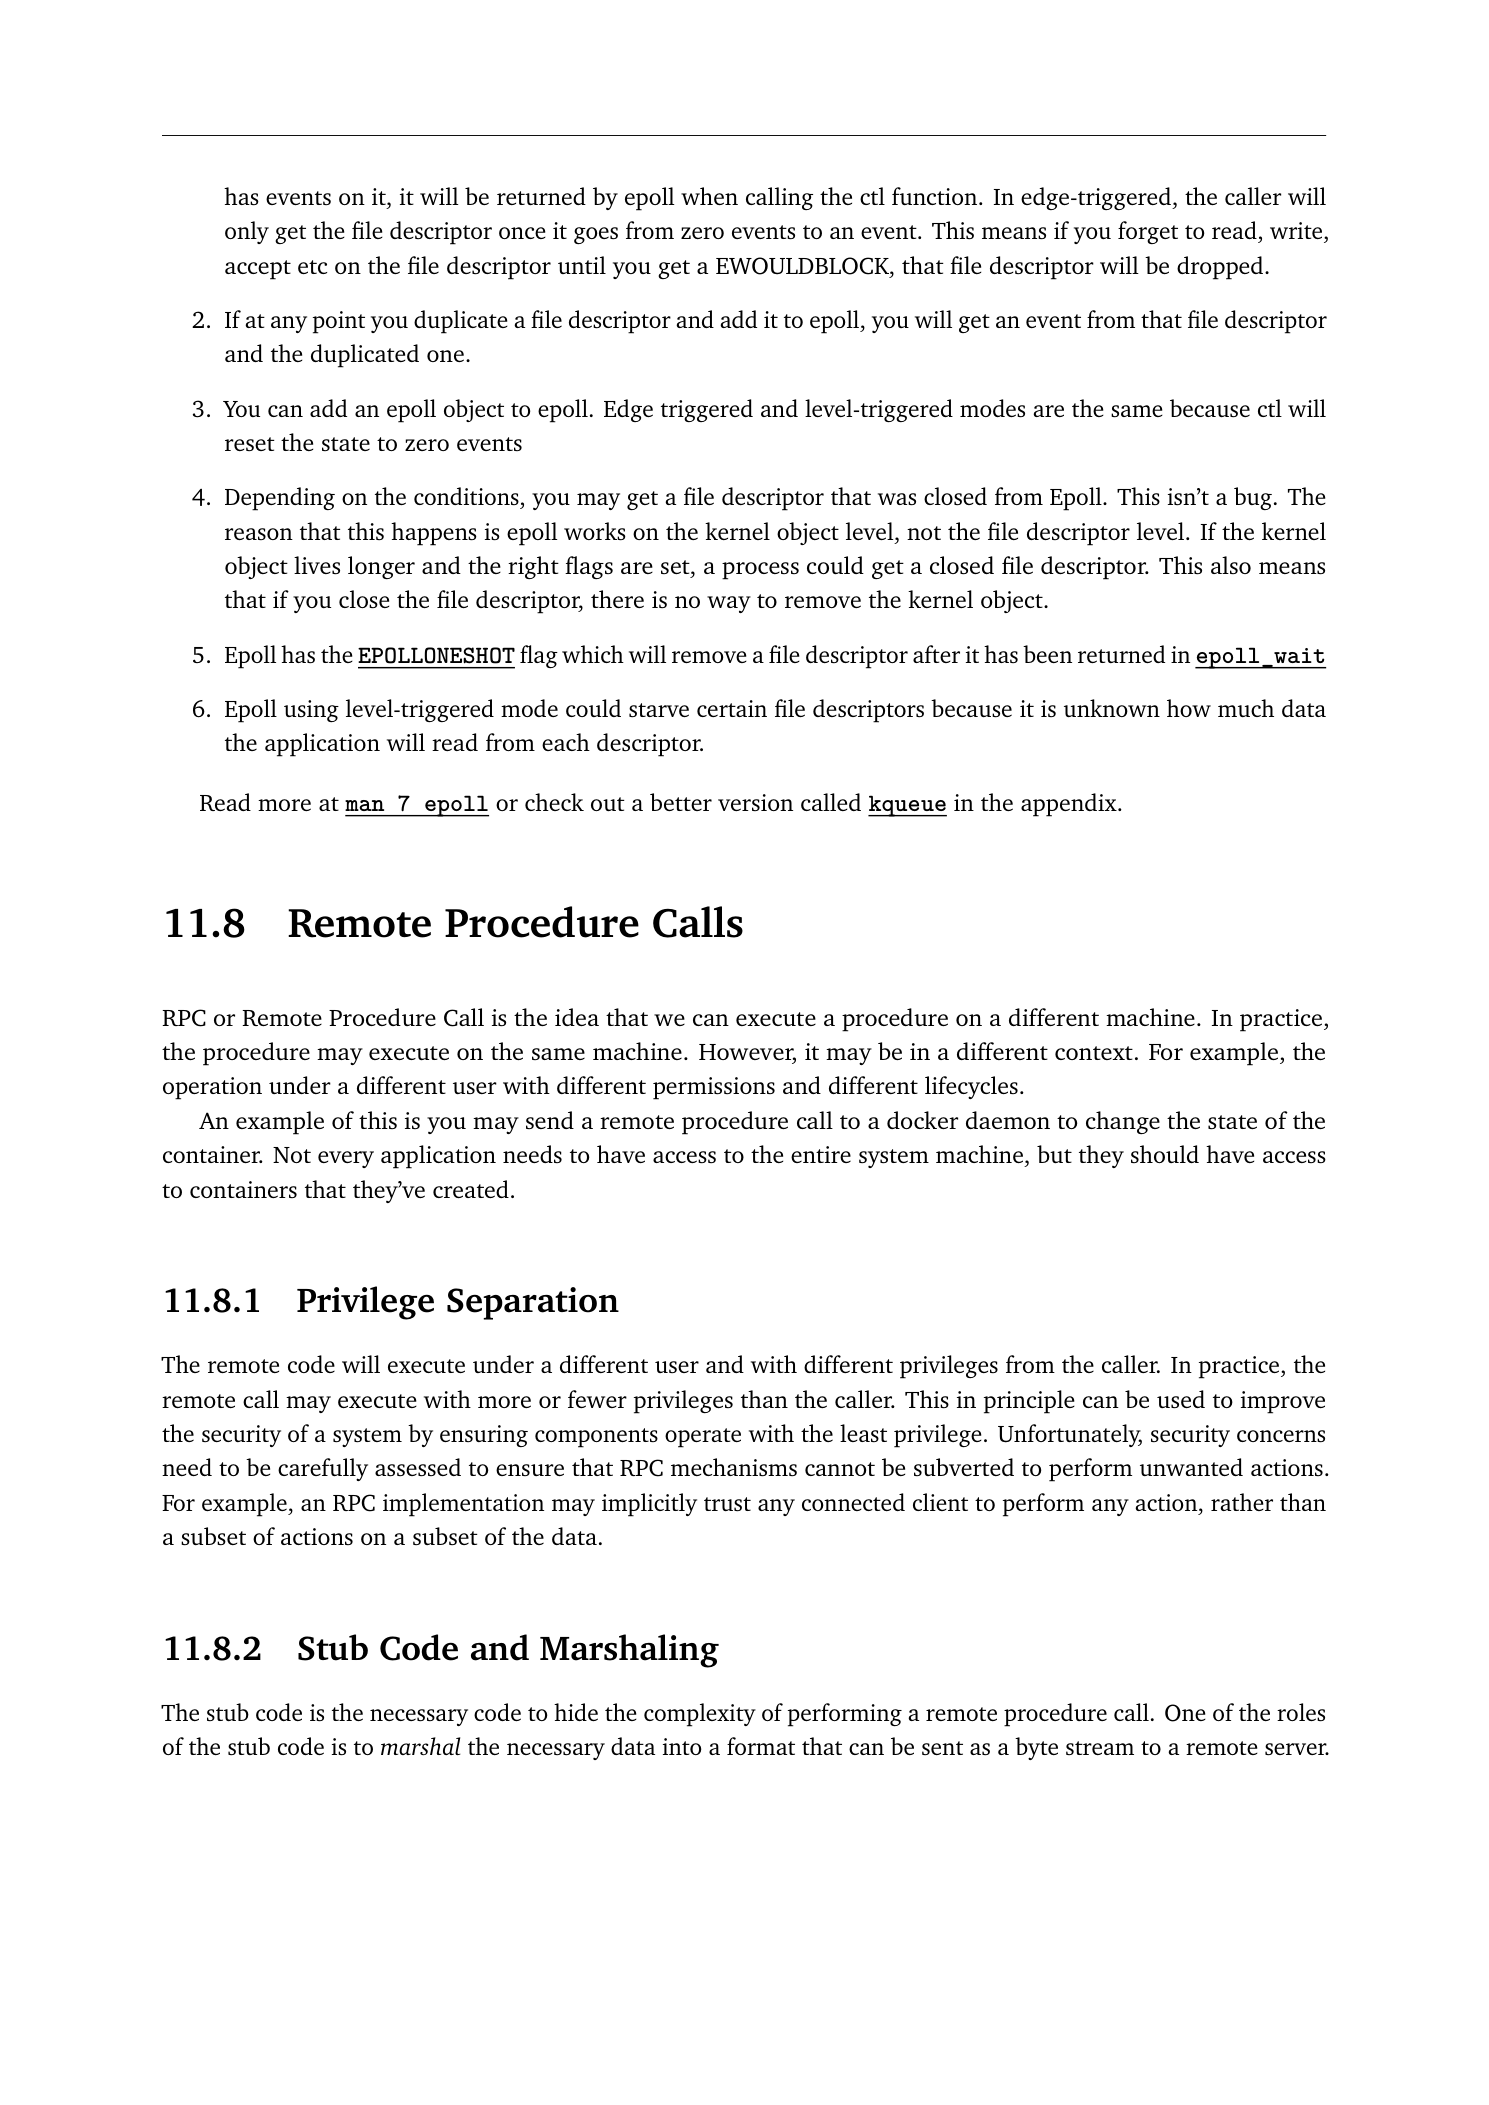 has events on it, it will be returned by epoll when calling the ctl function. In edge-triggered, the caller will
only get the file descriptor once it goes from zero events to an event. This means if you forget to read, write,
accept etc on the file descriptor until you get a EWOULDBLOCK, that file descriptor will be dropped.
2. If at any point you duplicate a file descriptor and add it to epoll, you will get an event from that file descriptor
and the duplicated one.
3. You can add an epoll object to epoll. Edge triggered and level-triggered modes are the same because ctl will
reset the state to zero events
4. Depending on the conditions, you may get a file descriptor that was closed from Epoll. This isn’t a bug. The
reason that this happens is epoll works on the kernel object level, not the file descriptor level. If the kernel
object lives longer and the right flags are set, a process could get a closed file descriptor. This also means
that if you close the file descriptor, there is no way to remove the kernel object.
5. Epoll has the EPOLLONESHOT flag which will remove a file descriptor after it has been returned in epoll_wait
6. Epoll using level-triggered mode could starve certain file descriptors because it is unknown how much data
the application will read from each descriptor.
Read more at man 7 epoll or check out a better version called kqueue in the appendix.
11.8 Remote Procedure Calls
RPC or Remote Procedure Call is the idea that we can execute a procedure on a different machine. In practice,
the procedure may execute on the same machine. However, it may be in a different context. For example, the
operation under a different user with different permissions and different lifecycles.
An example of this is you may send a remote procedure call to a docker daemon to change the state of the
container. Not every application needs to have access to the entire system machine, but they should have access
to containers that they’ve created.
11.8.1 Privilege Separation
The remote code will execute under a different user and with different privileges from the caller. In practice, the
remote call may execute with more or fewer privileges than the caller. This in principle can be used to improve
the security of a system by ensuring components operate with the least privilege. Unfortunately, security concerns
need to be carefully assessed to ensure that RPC mechanisms cannot be subverted to perform unwanted actions.
For example, an RPC implementation may implicitly trust any connected client to perform any action, rather than
a subset of actions on a subset of the data.
11.8.2 Stub Code and Marshaling
The stub code is the necessary code to hide the complexity of performing a remote procedure call. One of the roles
of the stub code is to marshal the necessary data into a format that can be sent as a byte stream to a remote server.